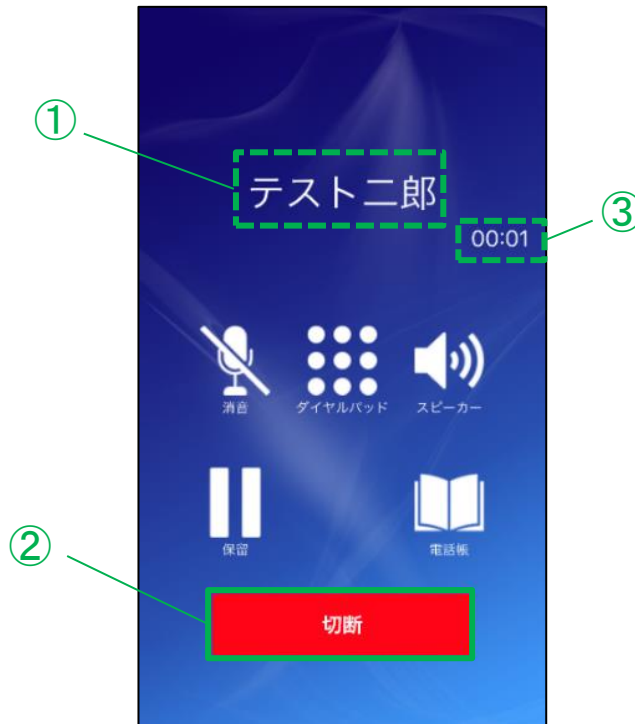 ①
テスト二郎
③
00:01
消音 ダイヤルパッド スピーカー
保留 電話帳
②
切断